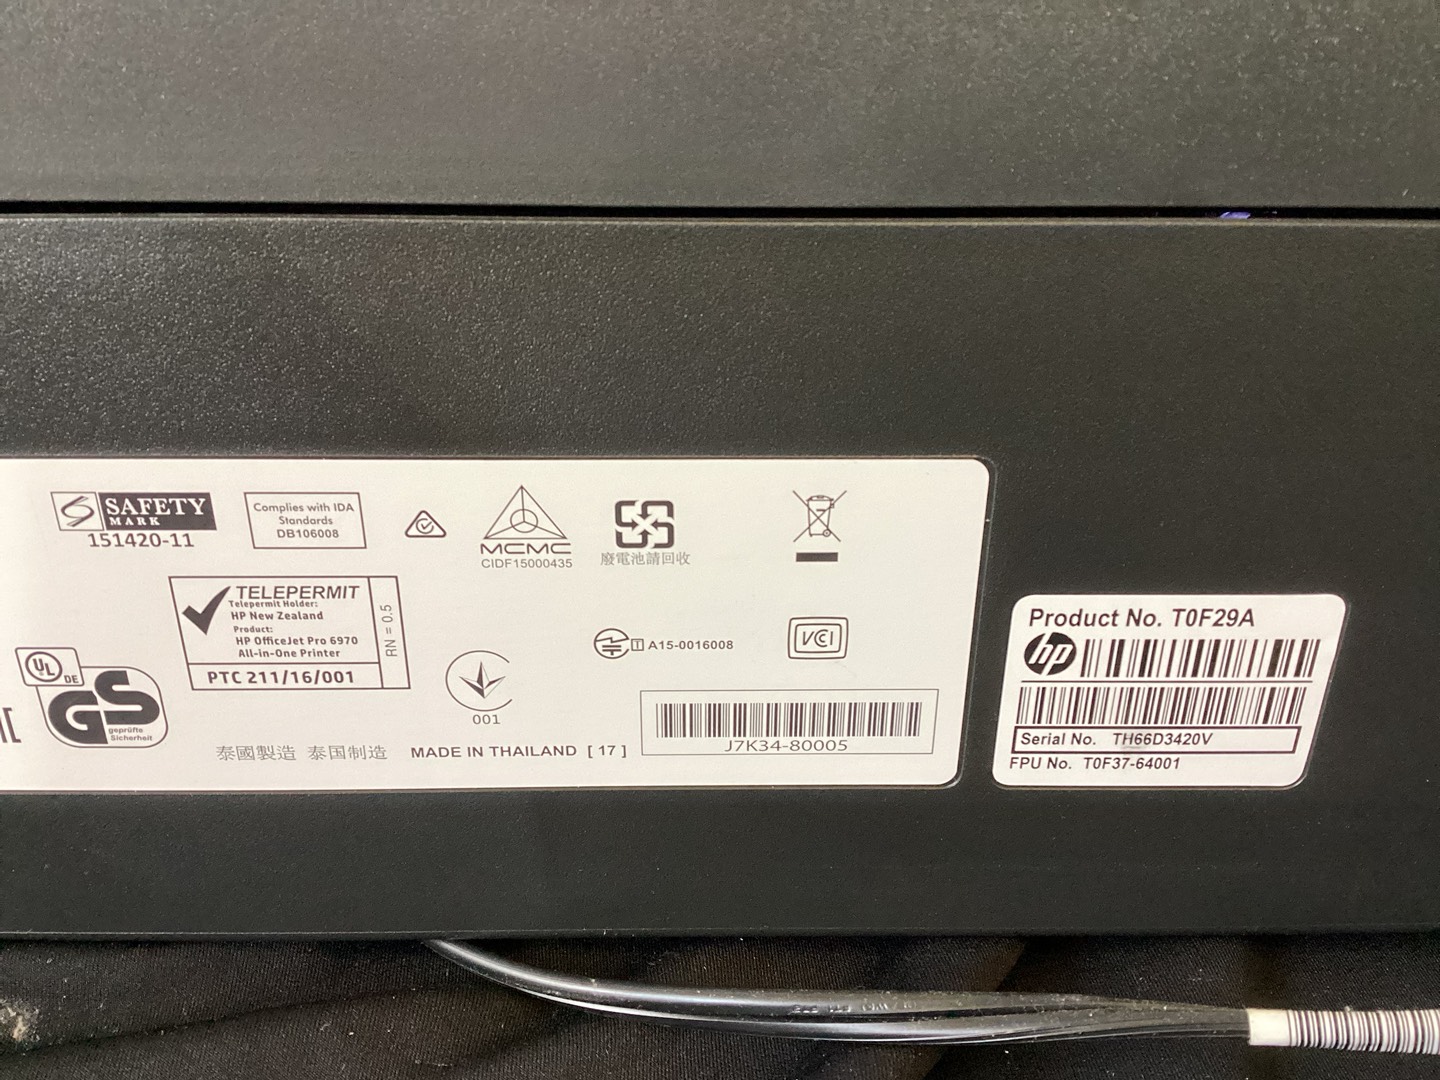 SAFETY
MARK
151420-11
Complies with IDA
Standards
DB106008
MCMC
CIDF15000435
廢電池請回收
TELEPERMIT
Telepermit Holder:
HP New Zealand
Product:
HP OfficeJet Pro 6970
All-in-One Printer
PTC 211/16/001
RN = 0.5
UL
DE
GS
geprüfte
Sicherheit
001
T A15-0016008
VCI
J7K34-80005
泰國製造 泰国制造 MADE IN THAILAND [ 17 ]
Product No. T0F29A
hp
Serial No. TH66D3420V
FPU No. T0F37-64001